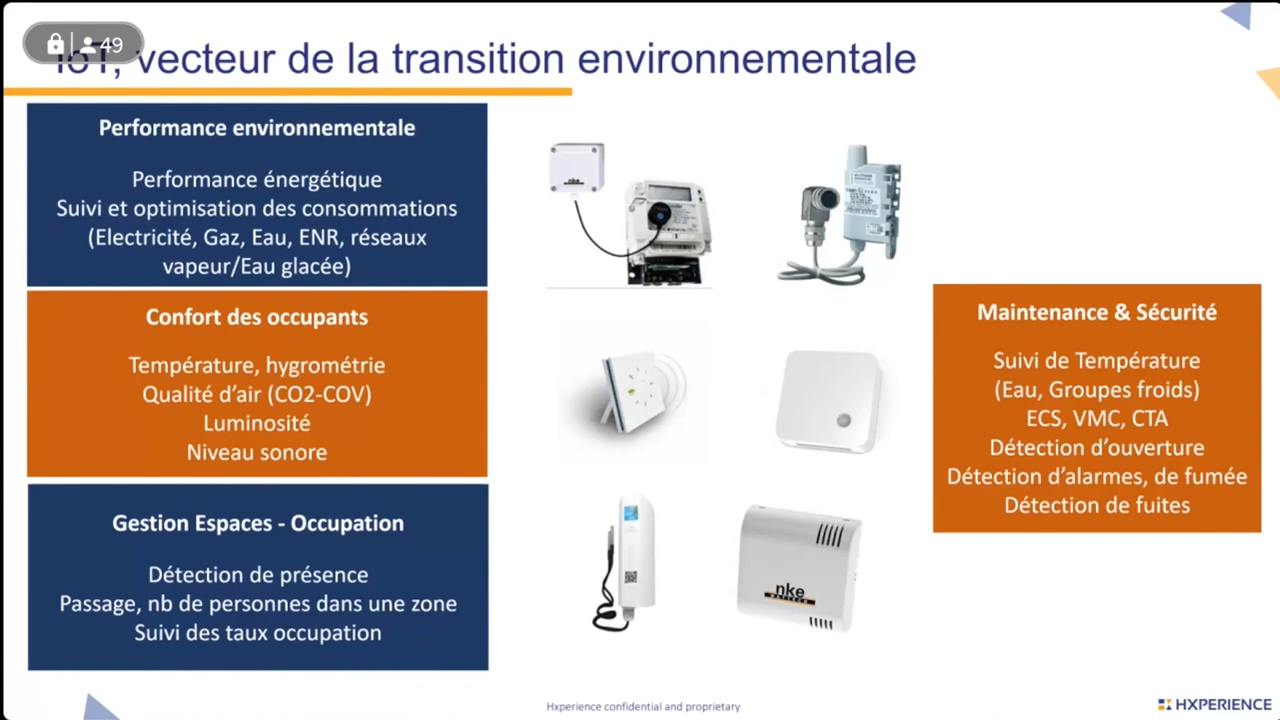 49
IoT, vecteur de la transition environnementale
Performance environnementale
Performance énergétique
Suivi et optimisation des consommations
(Electricité, Gaz, Eau, ENR, réseaux
vapeur/Eau glacée)
Confort des occupants
Température, hygrométrie
Qualité d’air (CO2-COV)
Luminosité
Niveau sonore
Gestion Espaces - Occupation
Détection de présence
Passage, nb de personnes dans une zone
Suivi des taux occupation
nke
nke
WATTECO
Maintenance & Sécurité
Suivi de Température
(Eau, Groupes froids)
ECS, VMC, CTA
Détection d’ouverture
Détection d’alarmes, de fumée
Détection de fuites
Hxperience confidential and proprietary
HXPERIENCE